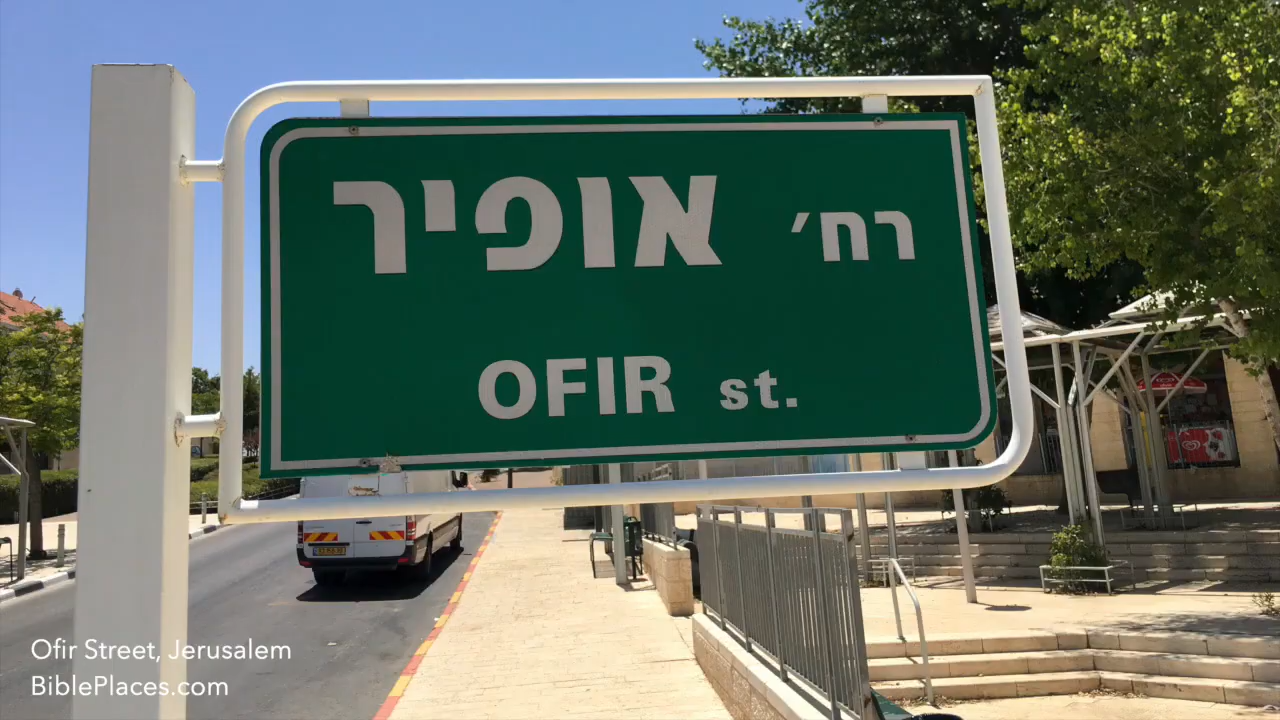 רח׳ אופיר
OFIR st.
Ofir Street, Jerusalem
BiblePlaces.com